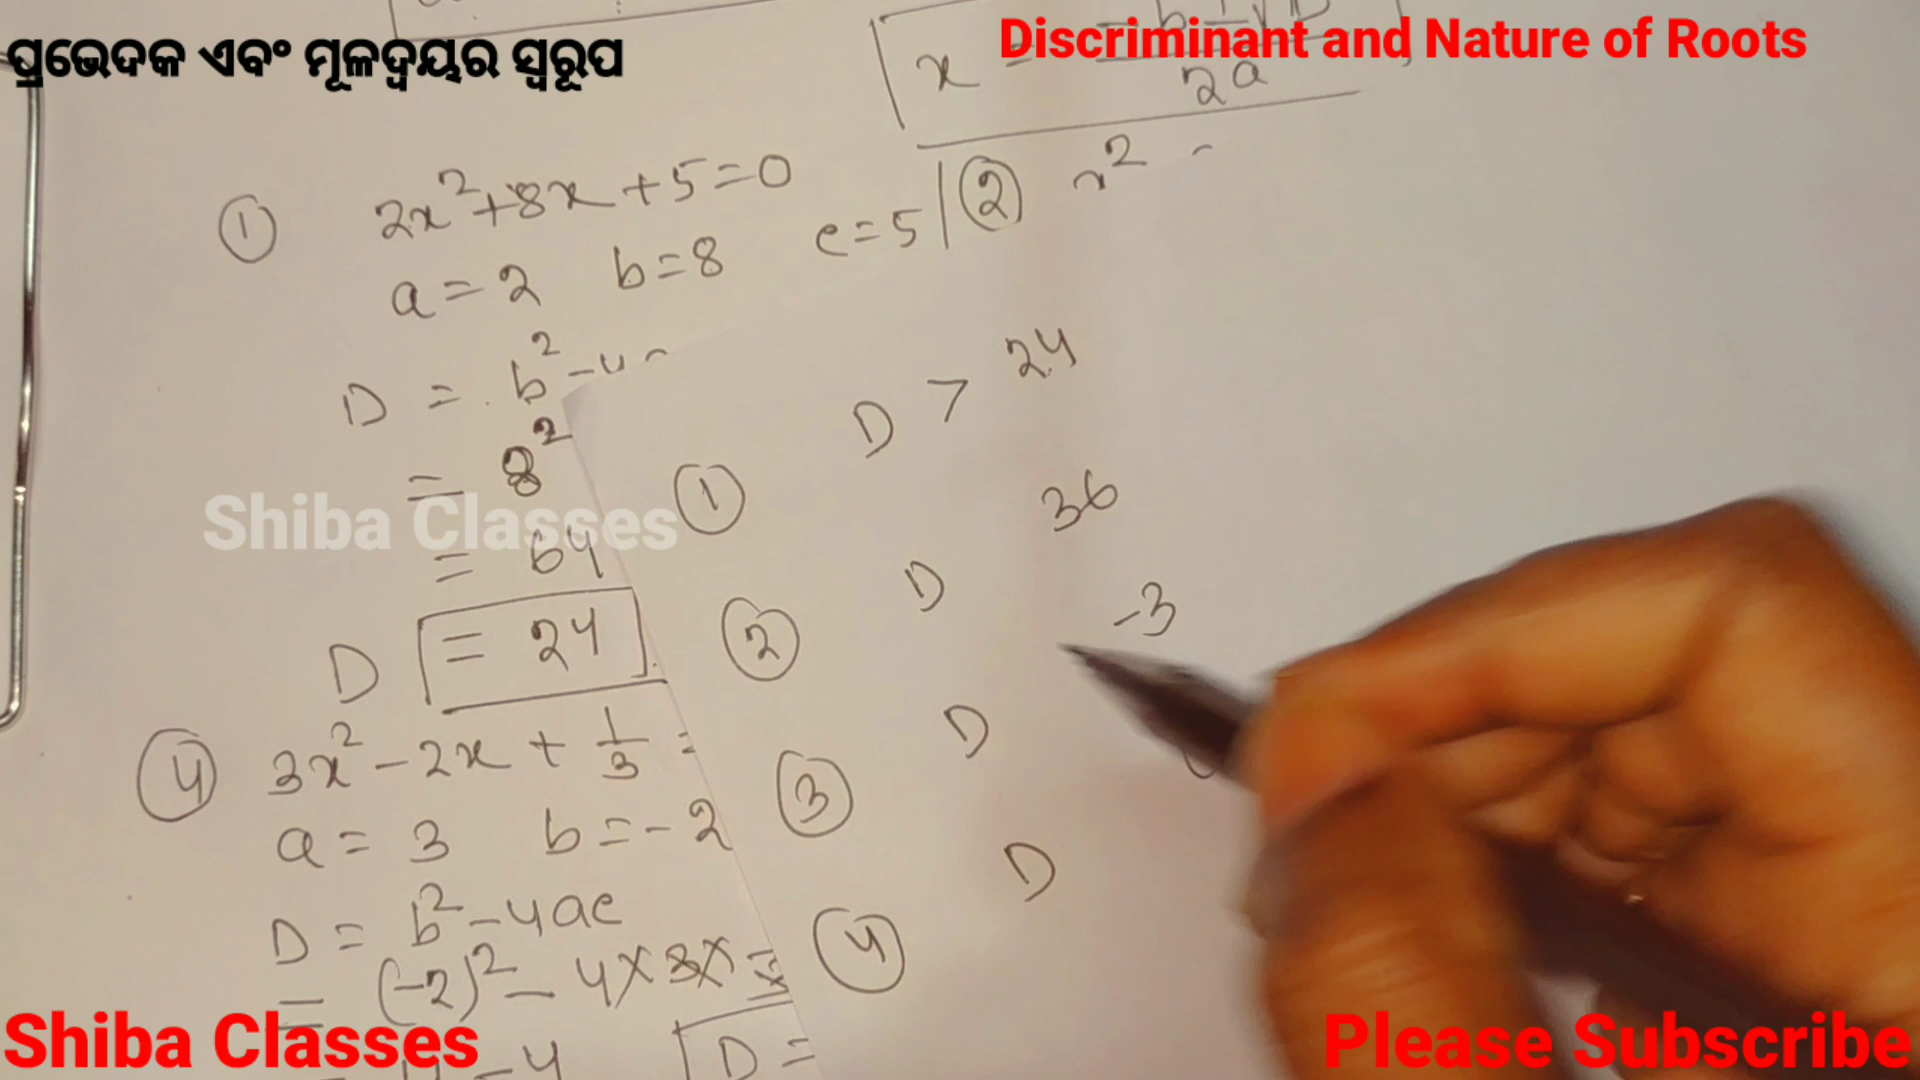 ପ୍ରଭେଦକ ଏବଂ ମୂଳଦ୍ୱୟର ସ୍ୱରୂପ
Discriminant and Nature of Roots
x =
2a
① 2x²+8x+5=0
a=2 b=8 c=5
② x²
D = b²-4
= 8²
= 64
D = 24
① D > 24
② D 36
③ D -3
④ D
④ 3x²-2x+1/3 =
a=3 b=-2
D = b²-4ac
= (-2)²-4×3×
-4 D =
Shiba Classes
Shiba Classes
Please Subscribe